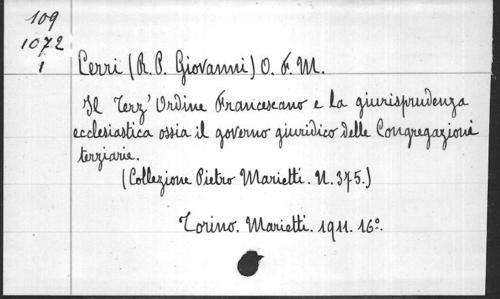 109
1072
1
Cerri (R. P. Giovanni) O. F. M.
Il Terz' Ordine Francescano e la giurisprudenza
ecclesiastica ossia il governo giuridico delle Congregazioni
terziarie.
(Collezione Pietro Marietti. N. 375.)
Torino. Marietti. 1911. 16º.